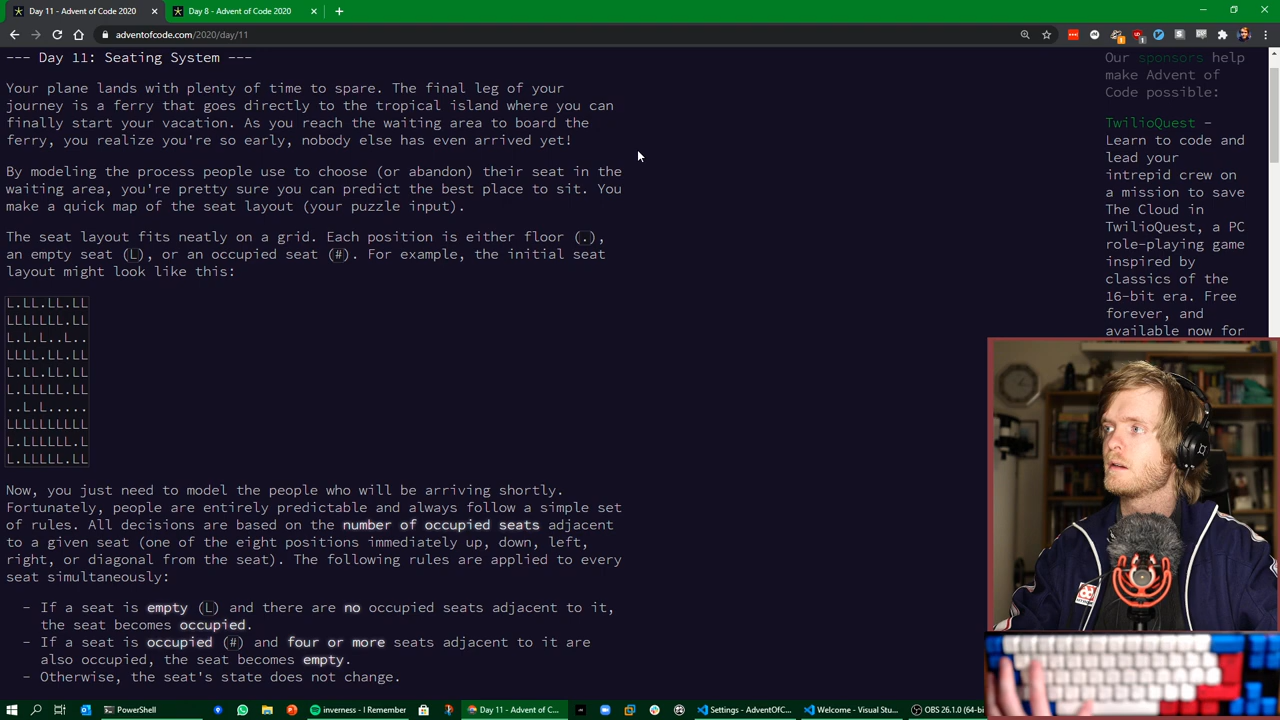 Day 11 - Advent of Code 2020
Day 8 - Advent of Code 2020
adventofcode.com/2020/day/11
--- Day 11: Seating System ---
Your plane lands with plenty of time to spare. The final leg of your
journey is a ferry that goes directly to the tropical island where you can
finally start your vacation. As you reach the waiting area to board the
ferry, you realize you're so early, nobody else has even arrived yet!
By modeling the process people use to choose (or abandon) their seat in the
waiting area, you're pretty sure you can predict the best place to sit. You
make a quick map of the seat layout (your puzzle input).
The seat layout fits neatly on a grid. Each position is either floor (.),
an empty seat (L), or an occupied seat (#). For example, the initial seat
layout might look like this:
L.LL.LL.LL
LLLLLLL.LL
L.L.L..L..
LLLL.LL.LL
L.LL.LL.LL
L.LLLLL.LL
..L.L.....
LLLLLLLLLL
L.LLLLLL.L
L.LLLLL.LL
Now, you just need to model the people who will be arriving shortly.
Fortunately, people are entirely predictable and always follow a simple set
of rules. All decisions are based on the number of occupied seats adjacent
to a given seat (one of the eight positions immediately up, down, left,
right, or diagonal from the seat). The following rules are applied to every
seat simultaneously:
- If a seat is empty (L) and there are no occupied seats adjacent to it,
the seat becomes occupied.
- If a seat is occupied (#) and four or more seats adjacent to it are
also occupied, the seat becomes empty.
- Otherwise, the seat's state does not change.
Our sponsors help
make Advent of
Code possible:
TwilioQuest -
Learn to code and
lead your
intrepid crew on
a mission to save
The Cloud in
TwilioQuest, a PC
role-playing game
inspired by
classics of the
16-bit era. Free
forever, and
available now for
PowerShell
inverness - I Remember
Day 11 - Advent of C...
Settings - AdventOfC...
Welcome - Visual Stu...
OBS 26.1.0 (64-bi